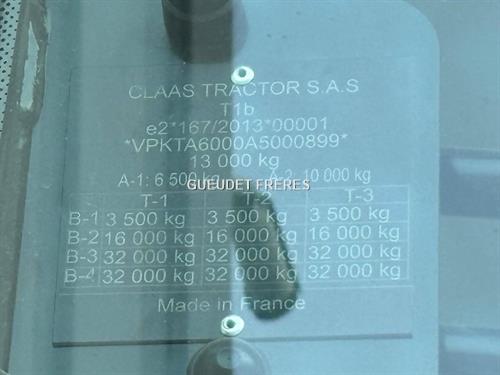 CLAAS TRACTOR S.A.S
T1b
e2*167/2013*00001
*VPKTA6000A5000899*
13 000 kg
A-1: 6 500 kg A-2: 10 000 kg
GUEUDET FRERES
T-1 T-2 T-3
B-1 3 500 kg 3 500 kg 3 500 kg
B-2 16 000 kg 16 000 kg 16 000 kg
B-3 32 000 kg 32 000 kg 32 000 kg
B-4 32 000 kg 32 000 kg 32 000 kg
Made in France